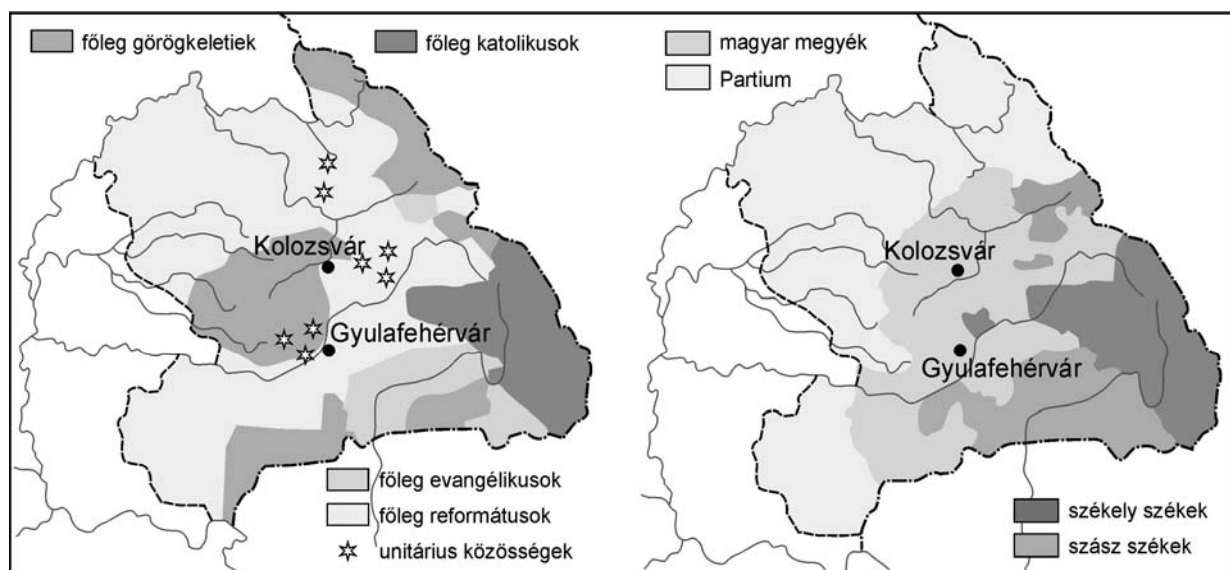 főleg görögkeletiek
főleg katolikusok
Kolozsvár
Gyulafehérvár
főleg evangélikusok
főleg reformátusok
unitárius közösségek
magyar megyék
Partium
Kolozsvár
Gyulafehérvár
székely székek
szász székek